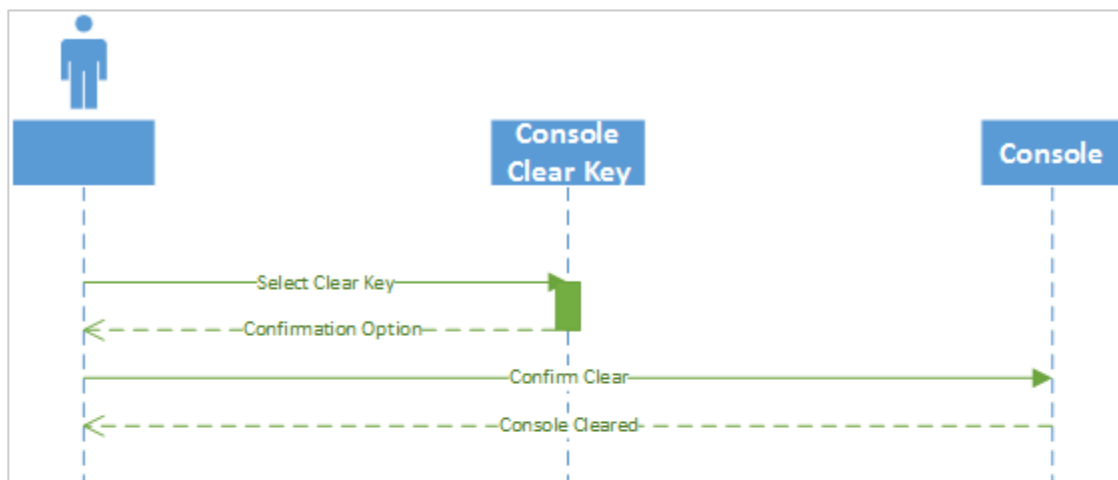 Console
Clear Key
Console
Select Clear Key
Confirmation Option
Confirm Clear
Console Cleared